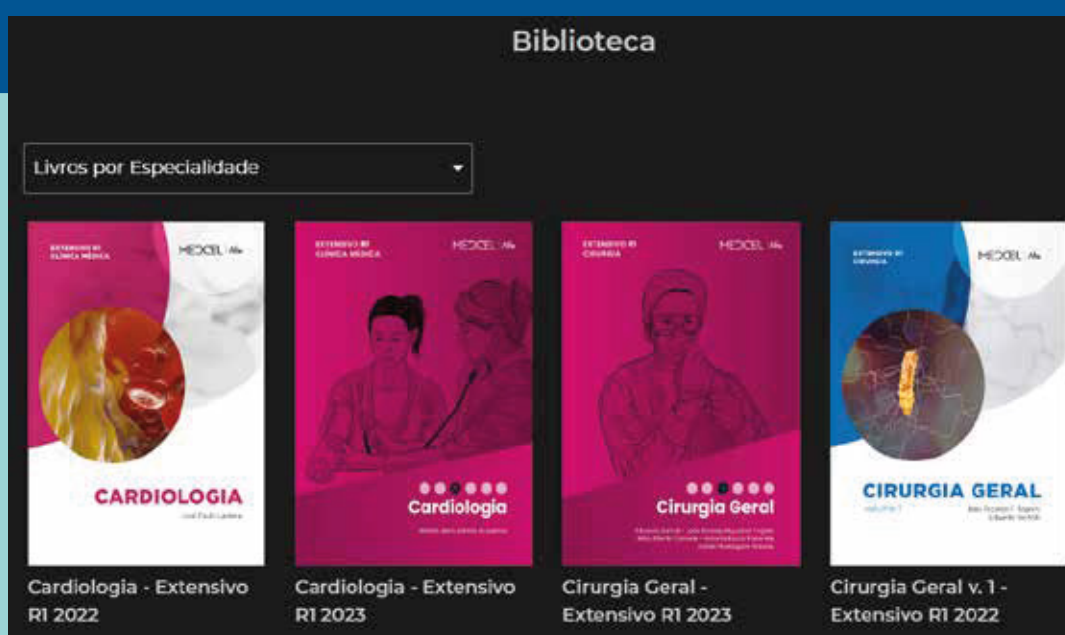 Biblioteca
Livros por Especialidade
EXTENSIVO R1
CLÍNICA MÉDICA
MEDCEL
CARDIOLOGIA
EXTENSIVO R1
CLÍNICA MÉDICA
MEDCEL
Cardiologia
EXTENSIVO R1
CIRURGIA
MEDCEL
Cirurgia Geral
EXTENSIVO R1
CIRURGIA
MEDCEL
CIRURGIA GERAL
volume 1
Cardiologia - Extensivo
R1 2022
Cardiologia - Extensivo
R1 2023
Cirurgia Geral -
Extensivo R1 2023
Cirurgia Geral v. 1 -
Extensivo R1 2022